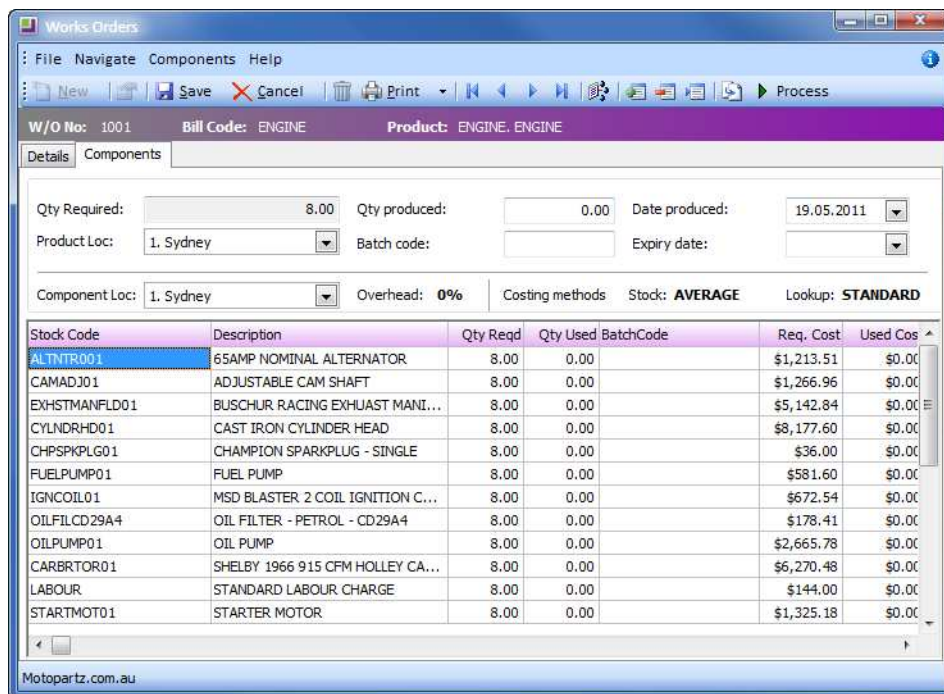 Works Orders
File Navigate Components Help
New Save Cancel Print Process
W/O No: 1001 Bill Code: ENGINE Product: ENGINE. ENGINE
Details Components
Qty Required: 8.00 Qty produced: 0.00 Date produced: 19.05.2011
Product Loc: 1. Sydney Batch code: Expiry date:
Component Loc: 1. Sydney Overhead: 0% Costing methods Stock: AVERAGE Lookup: STANDARD
Stock Code Description Qty Reqd Qty Used BatchCode Req. Cost Used Cos
ALTNTR001 65AMP NOMINAL ALTERNATOR 8.00 0.00 $1,213.51 $0.00
CAMADJ01 ADJUSTABLE CAM SHAFT 8.00 0.00 $1,266.96 $0.00
EXHSTMANFLD01 BUSCHUR RACING EXHUAST MANI... 8.00 0.00 $5,142.84 $0.00
CYLNDRHD01 CAST IRON CYLINDER HEAD 8.00 0.00 $8,177.60 $0.00
CHPSPKPLG01 CHAMPION SPARKPLUG - SINGLE 8.00 0.00 $36.00 $0.00
FUELPUMP01 FUEL PUMP 8.00 0.00 $581.60 $0.00
IGNCOIL01 MSD BLASTER 2 COIL IGNITION C... 8.00 0.00 $672.54 $0.00
OILFILCD29A4 OIL FILTER - PETROL - CD29A4 8.00 0.00 $178.41 $0.00
OILPUMP01 OIL PUMP 8.00 0.00 $2,665.78 $0.00
CARBRTOR01 SHELBY 1966 915 CFM HOLLEY CA... 8.00 0.00 $6,270.48 $0.00
LABOUR STANDARD LABOUR CHARGE 8.00 0.00 $144.00 $0.00
STARTMOT01 STARTER MOTOR 8.00 0.00 $1,325.18 $0.00
Motopartz.com.au